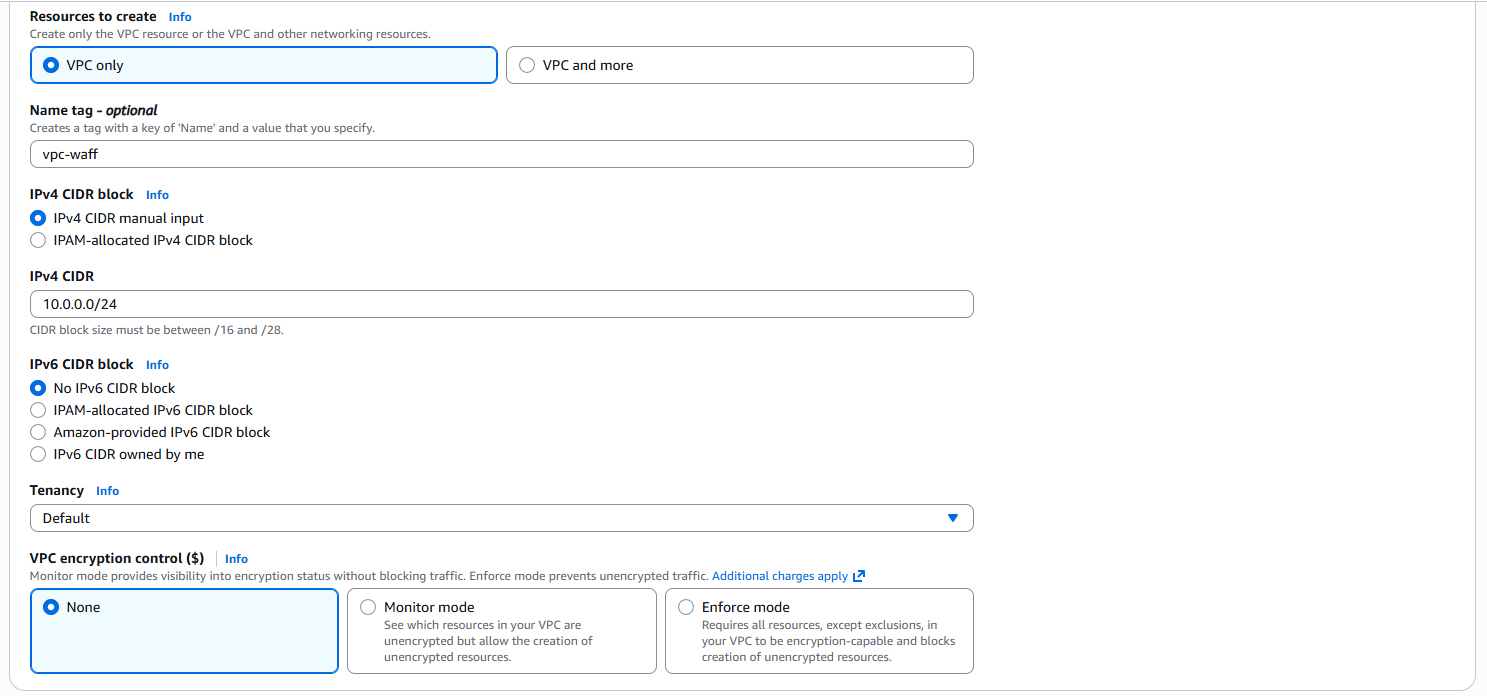 Resources to create Info
Create only the VPC resource or the VPC and other networking resources.
VPC only
VPC and more
Name tag - optional
Creates a tag with a key of 'Name' and a value that you specify.
vpc-waff
IPv4 CIDR block Info
IPv4 CIDR manual input
IPAM-allocated IPv4 CIDR block
IPv4 CIDR
10.0.0.0/24
CIDR block size must be between /16 and /28.
IPv6 CIDR block Info
No IPv6 CIDR block
IPAM-allocated IPv6 CIDR block
Amazon-provided IPv6 CIDR block
IPv6 CIDR owned by me
Tenancy Info
Default
VPC encryption control ($) Info
Monitor mode provides visibility into encryption status without blocking traffic. Enforce mode prevents unencrypted traffic. Additional charges apply
None
Monitor mode
See which resources in your VPC are
unencrypted but allow the creation of
unencrypted resources.
Enforce mode
Requires all resources, except exclusions, in
your VPC to be encryption-capable and blocks
creation of unencrypted resources.